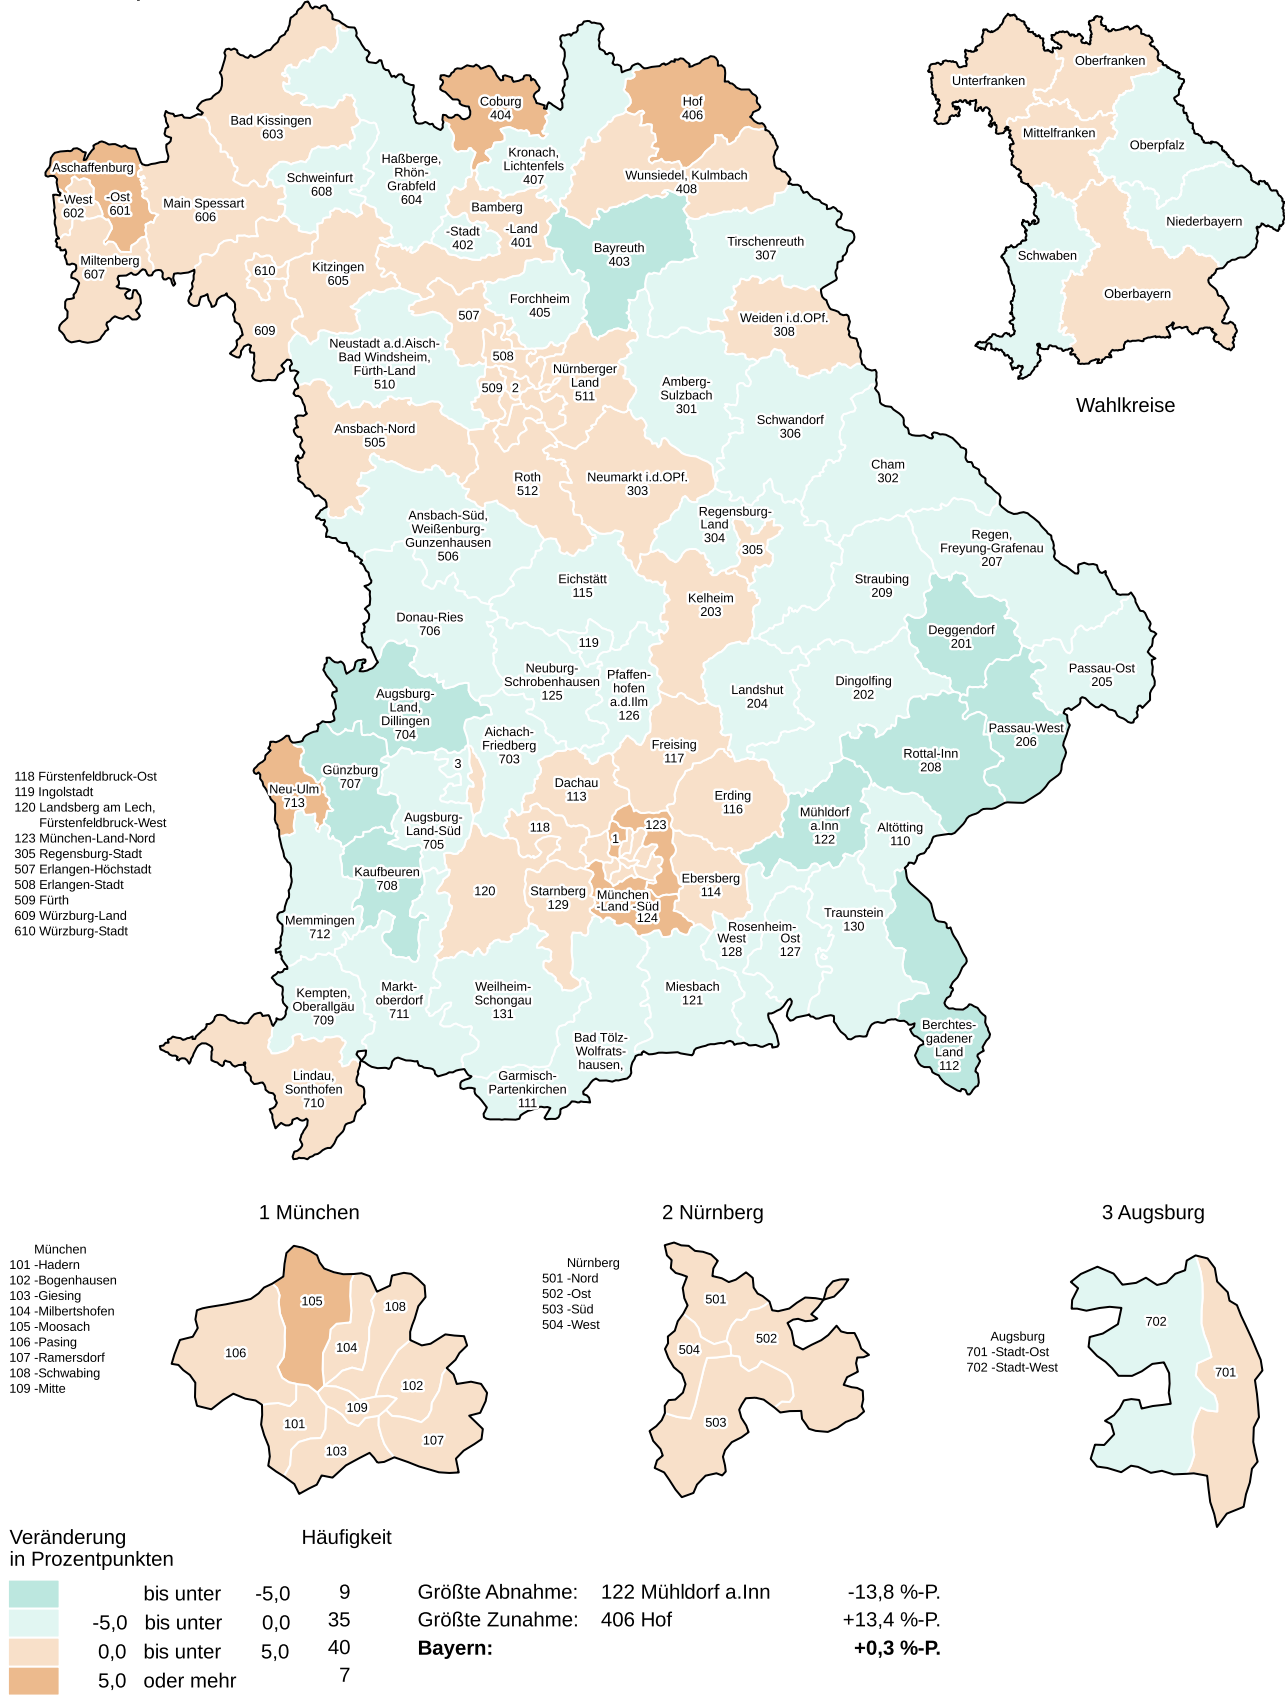 Coburg
404
Hof
406
Bad Kissingen
603
Kronach,
Lichtenfels
407
Haßberge,
Rhön-
Grabfeld
604
Aschaffenburg
-West
602
-Ost
601
Schweinfurt
608
Wunsiedel, Kulmbach
408
Main Spessart
606
Bamberg
-Stadt
402
-Land
401
Bayreuth
403
Tirschenreuth
307
Miltenberg
607
610
Kitzingen
605
Forchheim
405
507
Weiden i.d.OPf.
308
609
Neustadt a.d.Aisch-
Bad Windsheim,
Fürth-Land
510
508
509
2
Nürnberger
Land
511
Amberg-
Sulzbach
301
Schwandorf
306
Ansbach-Nord
505
Cham
302
Roth
512
Neumarkt i.d.OPf.
303
Regensburg-
Land
304
305
Ansbach-Süd,
Weißenburg-
Gunzenhausen
506
Regen,
Freyung-Grafenau
207
Eichstätt
115
Straubing
209
Kelheim
203
Donau-Ries
706
119
Deggendorf
201
Neuburg-
Schrobenhausen
125
Pfaffen-
hofen
a.d.Ilm
126
Passau-Ost
205
Augsburg-
Land,
Dillingen
704
Landshut
204
Dingolfing
202
Passau-West
206
Aichach-
Friedberg
703
Freising
117
Rottal-Inn
208
3
Günzburg
707
Neu-Ulm
713
Dachau
113
Erding
116
Augsburg-
Land-Süd
705
118
123
1
Mühldorf
a.Inn
122
Altötting
110
Kaufbeuren
708
120
Starnberg
129
München
-Land -Süd
124
Ebersberg
114
Memmingen
712
Rosenheim-
West
128
Ost
127
Traunstein
130
Kempten,
Oberallgäu
709
Markt-
oberdorf
711
Weilheim-
Schongau
131
Miesbach
121
Bad Tölz-
Wolfrats-
hausen,
Berchtes-
gadener
Land
112
Lindau,
Sonthofen
710
Garmisch-
Partenkirchen
111
Unterfranken
Oberfranken
Mittelfranken
Oberpfalz
Niederbayern
Schwaben
Oberbayern
Wahlkreise
118 Fürstenfeldbruck-Ost
119 Ingolstadt
120 Landsberg am Lech,
Fürstenfeldbruck-West
123 München-Land-Nord
305 Regensburg-Stadt
507 Erlangen-Höchstadt
508 Erlangen-Stadt
509 Fürth
609 Würzburg-Land
610 Würzburg-Stadt
1 München
München
101 -Hadern
102 -Bogenhausen
103 -Giesing
104 -Milbertshofen
105 -Moosach
106 -Pasing
107 -Ramersdorf
108 -Schwabing
109 -Mitte
105
108
104
106
102
109
101
107
103
2 Nürnberg
Nürnberg
501 -Nord
502 -Ost
503 -Süd
504 -West
501
502
504
503
3 Augsburg
Augsburg
701 -Stadt-Ost
702 -Stadt-West
702
701
Veränderung
in Prozentpunkten
Häufigkeit
bis unter -5,0 9
-5,0 bis unter 0,0 35
0,0 bis unter 5,0 40
5,0 oder mehr 7
Größte Abnahme: 122 Mühldorf a.Inn -13,8 %-P.
Größte Zunahme: 406 Hof +13,4 %-P.
Bayern: +0,3 %-P.